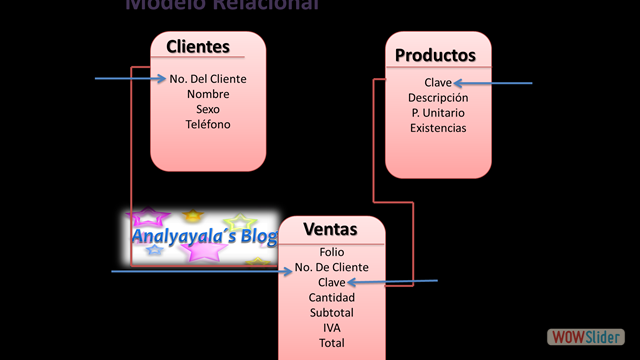 Modelo Relacional
Clientes
No. Del Cliente
Nombre
Sexo
Teléfono
Productos
Clave
Descripción
P. Unitario
Existencias
Analyayala´s Blog
Ventas
Folio
No. De Cliente
Clave
Cantidad
Subtotal
IVA
Total
WOWSlider